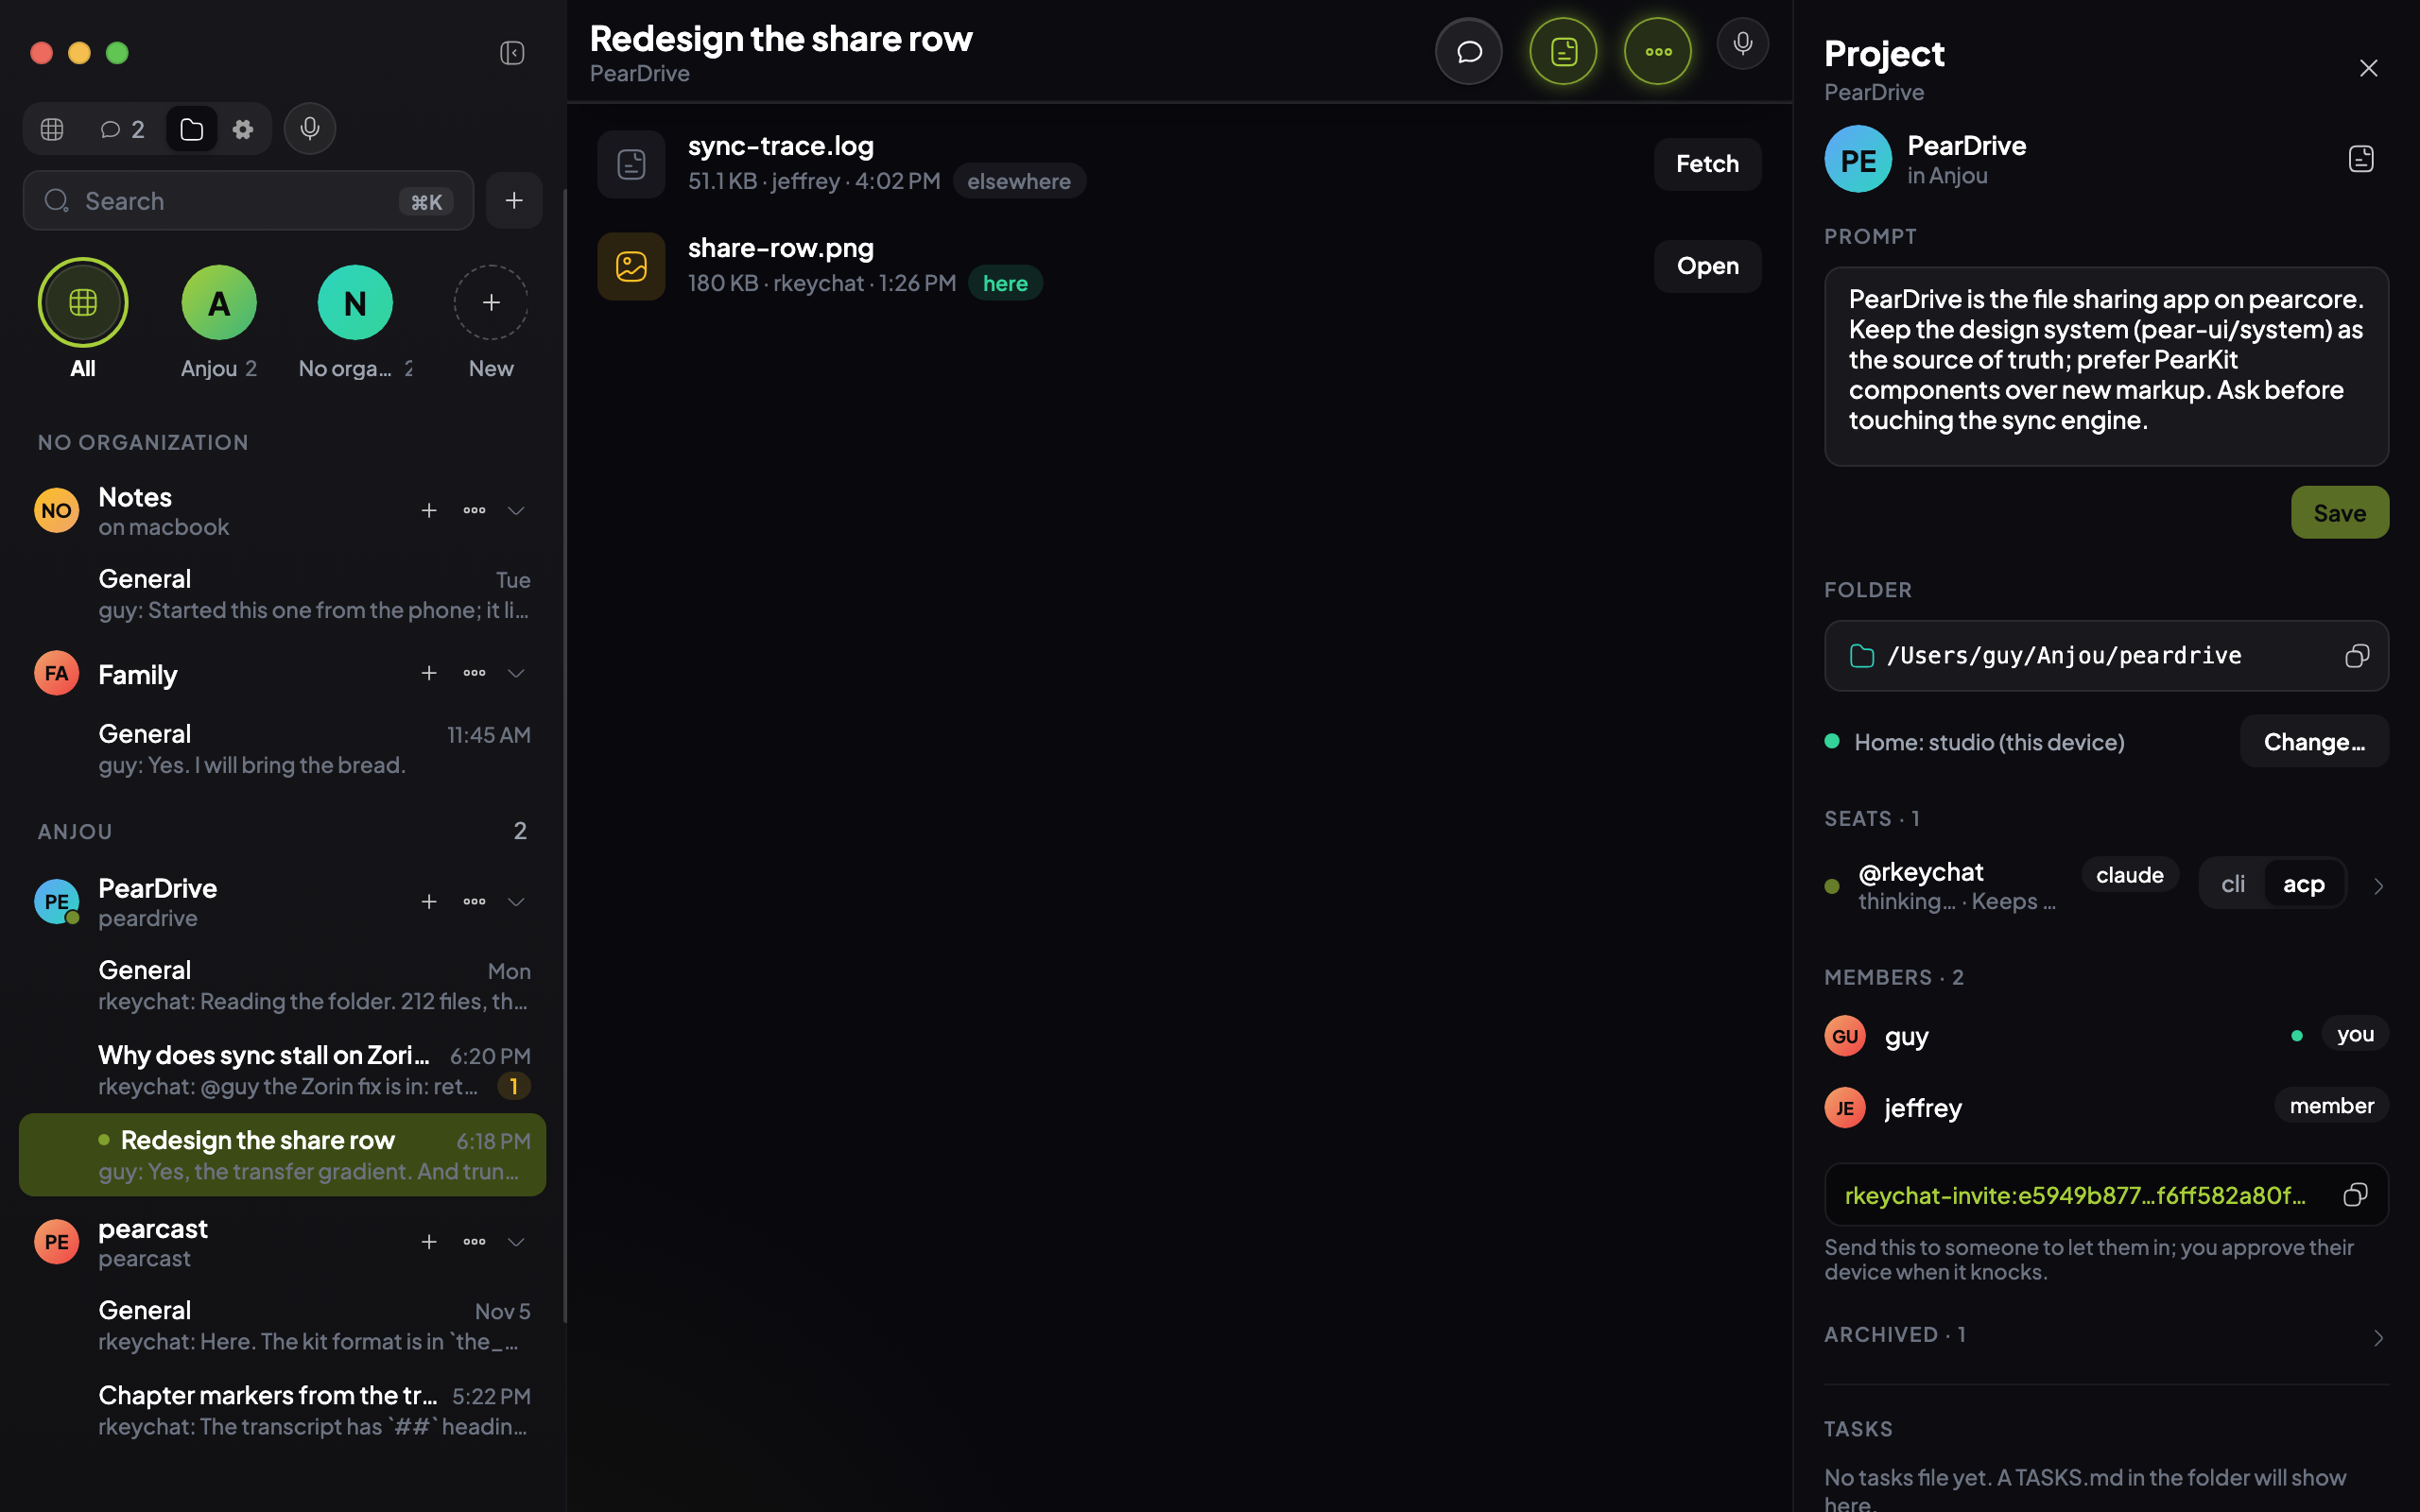 2
Search
⌘K
All
A
Anjou 2
N
No orga… 2
New
NO ORGANIZATION
NO
Notes
on macbook
General
Tue
guy: Started this one from the phone; it li…
FA
Family
General
11:45 AM
guy: Yes. I will bring the bread.
ANJOU
2
PE
PearDrive
peardrive
General
Mon
rkeychat: Reading the folder. 212 files, th…
Why does sync stall on Zori…
6:20 PM
rkeychat: @guy the Zorin fix is in: ret…
1
Redesign the share row
6:18 PM
guy: Yes, the transfer gradient. And trun…
PE
pearcast
pearcast
General
Nov 5
rkeychat: Here. The kit format is in `the_…
Chapter markers from the tr…
5:22 PM
rkeychat: The transcript has `##` headin…
Redesign the share row
PearDrive
sync-trace.log
51.1 KB · jeffrey · 4:02 PM
elsewhere
Fetch
share-row.png
180 KB · rkeychat · 1:26 PM
here
Open
Project
PearDrive
PE
PearDrive
in Anjou
PROMPT
PearDrive is the file sharing app on pearcore.
Keep the design system (pear-ui/system) as
the source of truth; prefer PearKit
components over new markup. Ask before
touching the sync engine.
Save
FOLDER
/Users/guy/Anjou/peardrive
Home: studio (this device)
Change…
SEATS · 1
@rkeychat
thinking… · Keeps …
claude
cli
acp
MEMBERS · 2
GU
guy
you
JE
jeffrey
member
rkeychat-invite:e5949b877…f6ff582a80f…
Send this to someone to let them in; you approve their
device when it knocks.
ARCHIVED · 1
TASKS
No tasks file yet. A TASKS.md in the folder will show
here.